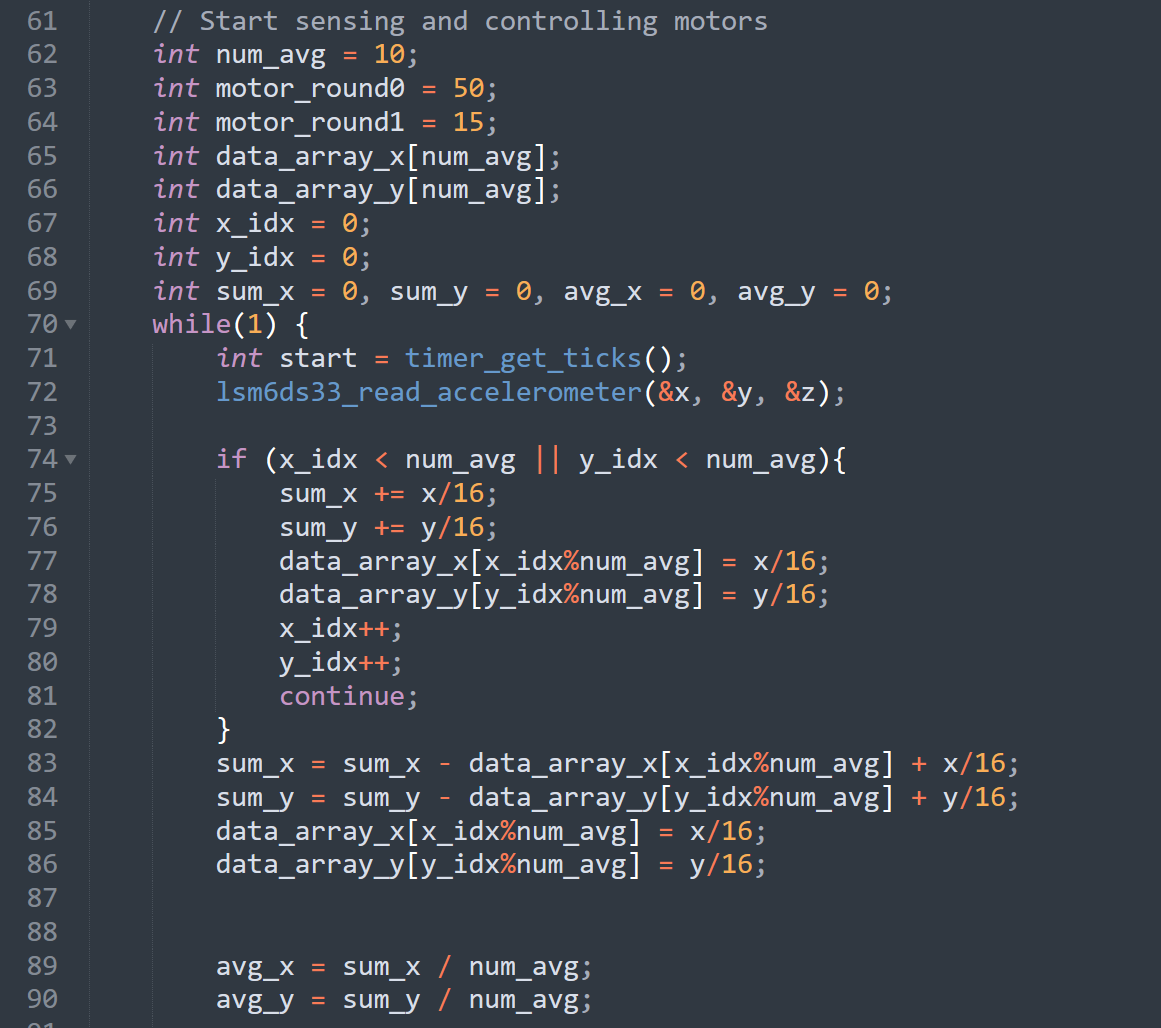 61 // Start sensing and controlling motors
62 int num_avg = 10;
63 int motor_round0 = 50;
64 int motor_round1 = 15;
65 int data_array_x[num_avg];
66 int data_array_y[num_avg];
67 int x_idx = 0;
68 int y_idx = 0;
69 int sum_x = 0, sum_y = 0, avg_x = 0, avg_y = 0;
70 while(1) {
71 int start = timer_get_ticks();
72 lsm6ds33_read_accelerometer(&x, &y, &z);
73
74 if (x_idx < num_avg || y_idx < num_avg){
75 sum_x += x/16;
76 sum_y += y/16;
77 data_array_x[x_idx%num_avg] = x/16;
78 data_array_y[y_idx%num_avg] = y/16;
79 x_idx++;
80 y_idx++;
81 continue;
82 }
83 sum_x = sum_x - data_array_x[x_idx%num_avg] + x/16;
84 sum_y = sum_y - data_array_y[y_idx%num_avg] + y/16;
85 data_array_x[x_idx%num_avg] = x/16;
86 data_array_y[y_idx%num_avg] = y/16;
87
88
89 avg_x = sum_x / num_avg;
90 avg_y = sum_y / num_avg;